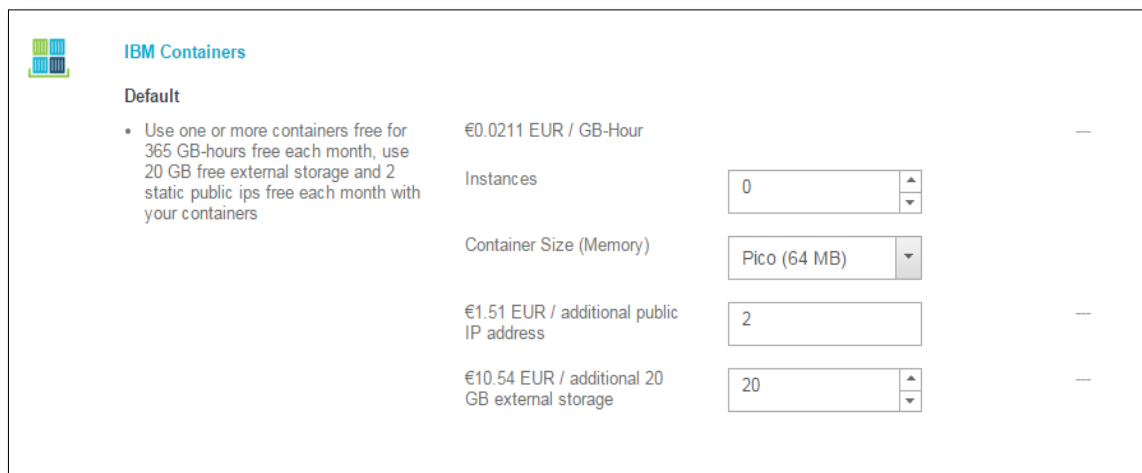 IBM Containers
Default
• Use one or more containers free for
365 GB-hours free each month, use
20 GB free external storage and 2
static public ips free each month with
your containers
€0.0211 EUR / GB-Hour
---
Instances
0
Container Size (Memory)
Pico (64 MB)
€1.51 EUR / additional public
IP address
2
---
€10.54 EUR / additional 20
GB external storage
20
---